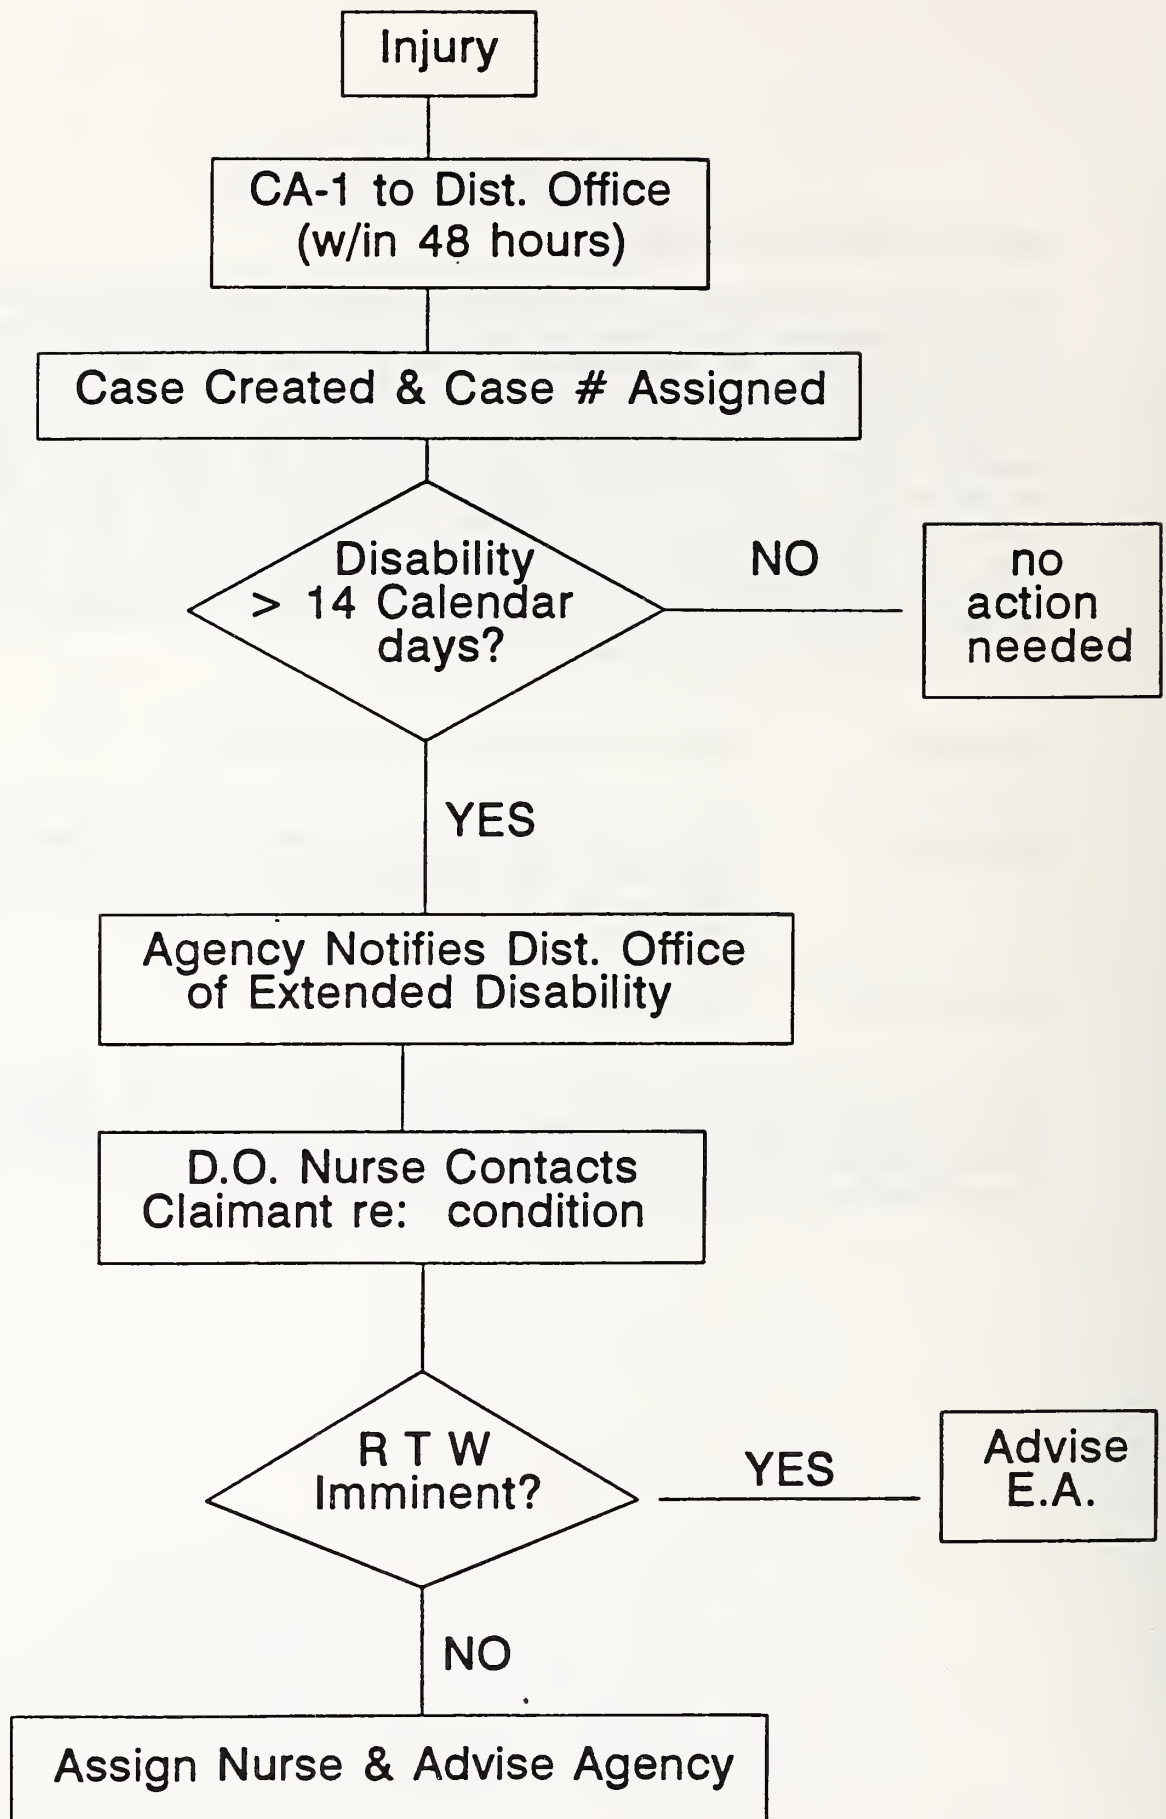 Injury
CA-1 to Dist. Office
(w/in 48 hours)
Case Created & Case # Assigned
Disability
> 14 Calendar
days?
NO
no
action
needed
YES
Agency Notifies Dist. Office
of Extended Disability
D.O. Nurse Contacts
Claimant re: condition
R T W
Imminent?
YES
Advise
E.A.
NO
Assign Nurse & Advise Agency